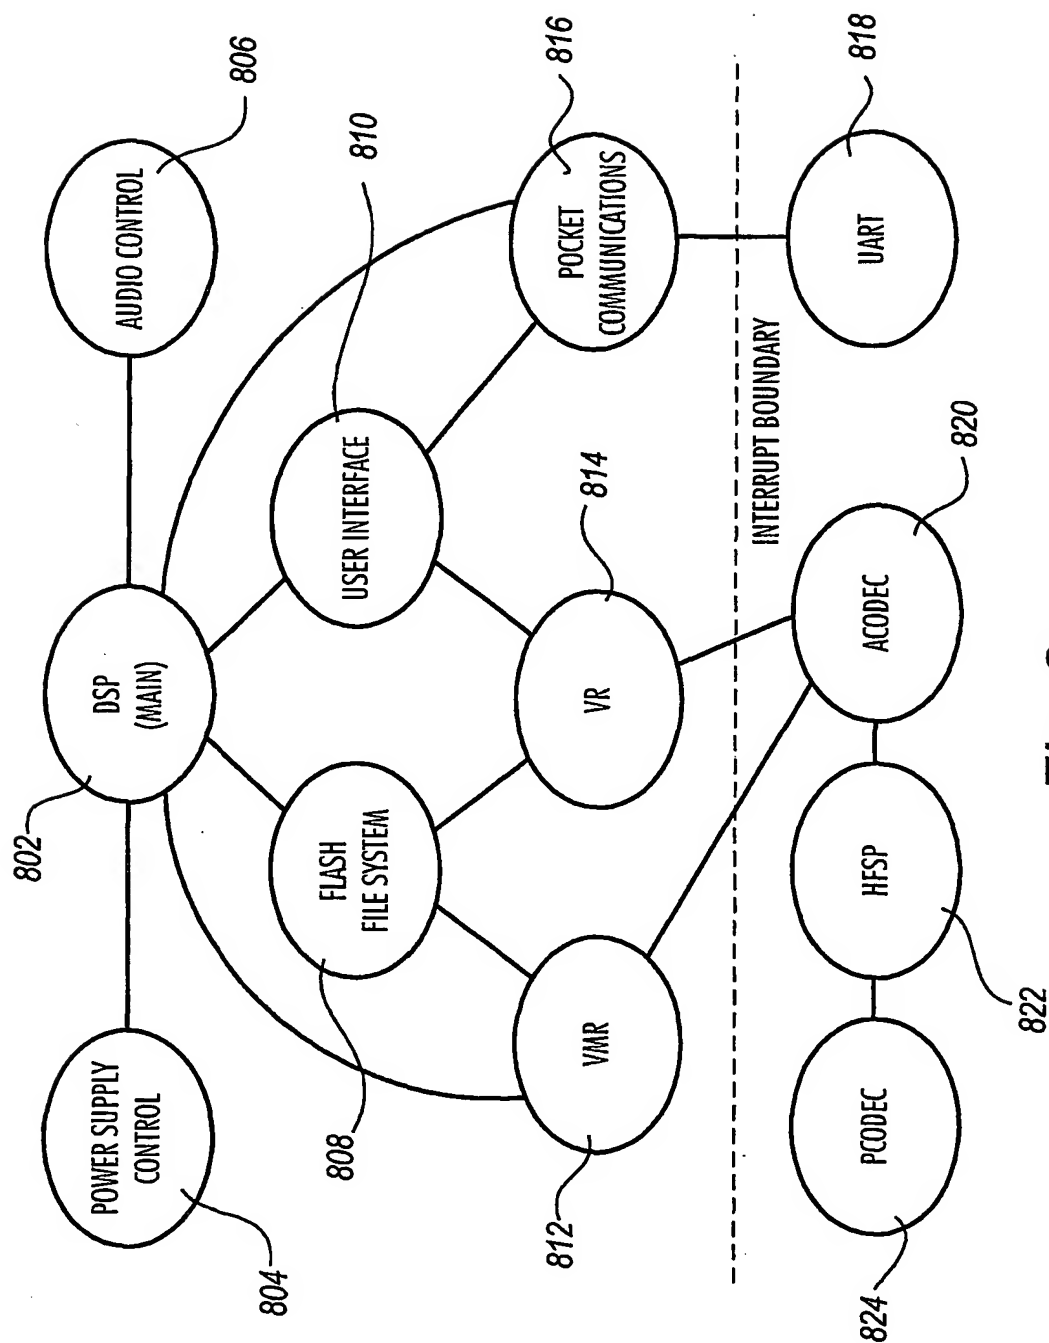 802
POWER SUPPLY
CONTROL
DSP
(MAIN)
AUDIO CONTROL
804
806
808
FLASH
FILE SYSTEM
USER INTERFACE
810
812
VMR
VR
814
POCKET
COMMUNICATIONS
816
INTERRUPT BOUNDARY
824
PCODEC
HFSP
ACODEC
UART
818
822
820